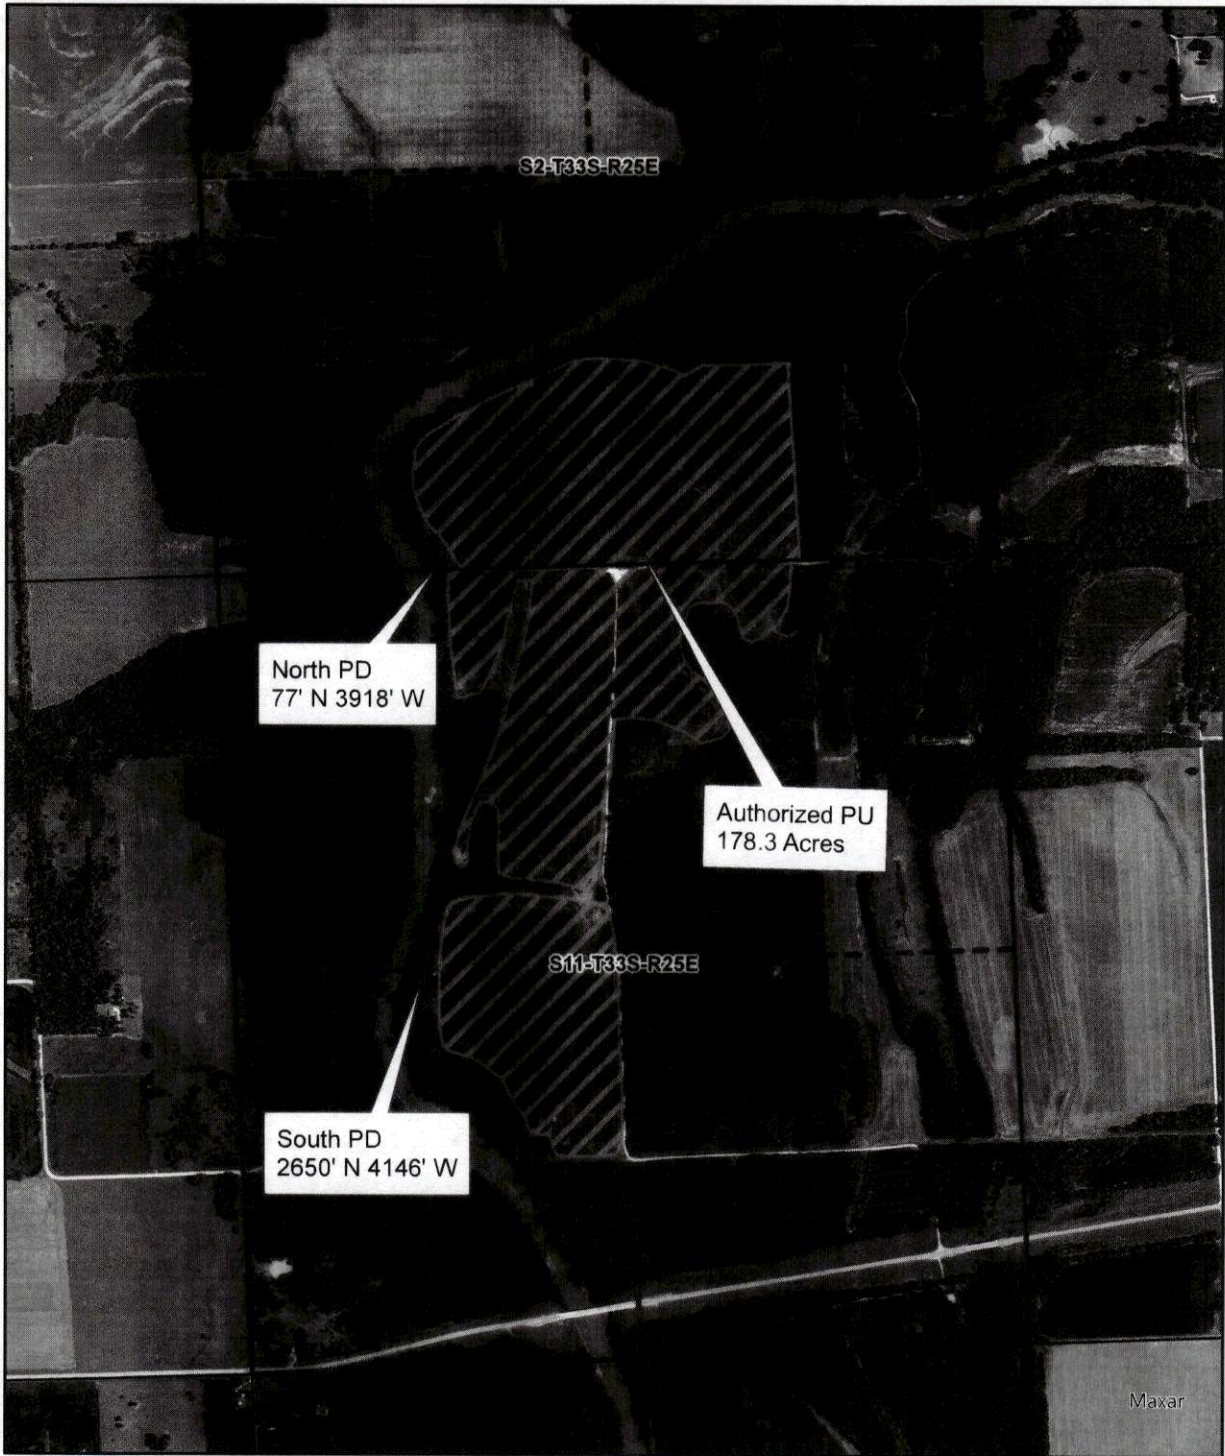 S2-T33S-R25E
North PD
77' N 3918' W
Authorized PU
178.3 Acres
S11-T33S-R25E
South PD
2650' N 4146' W
Maxar